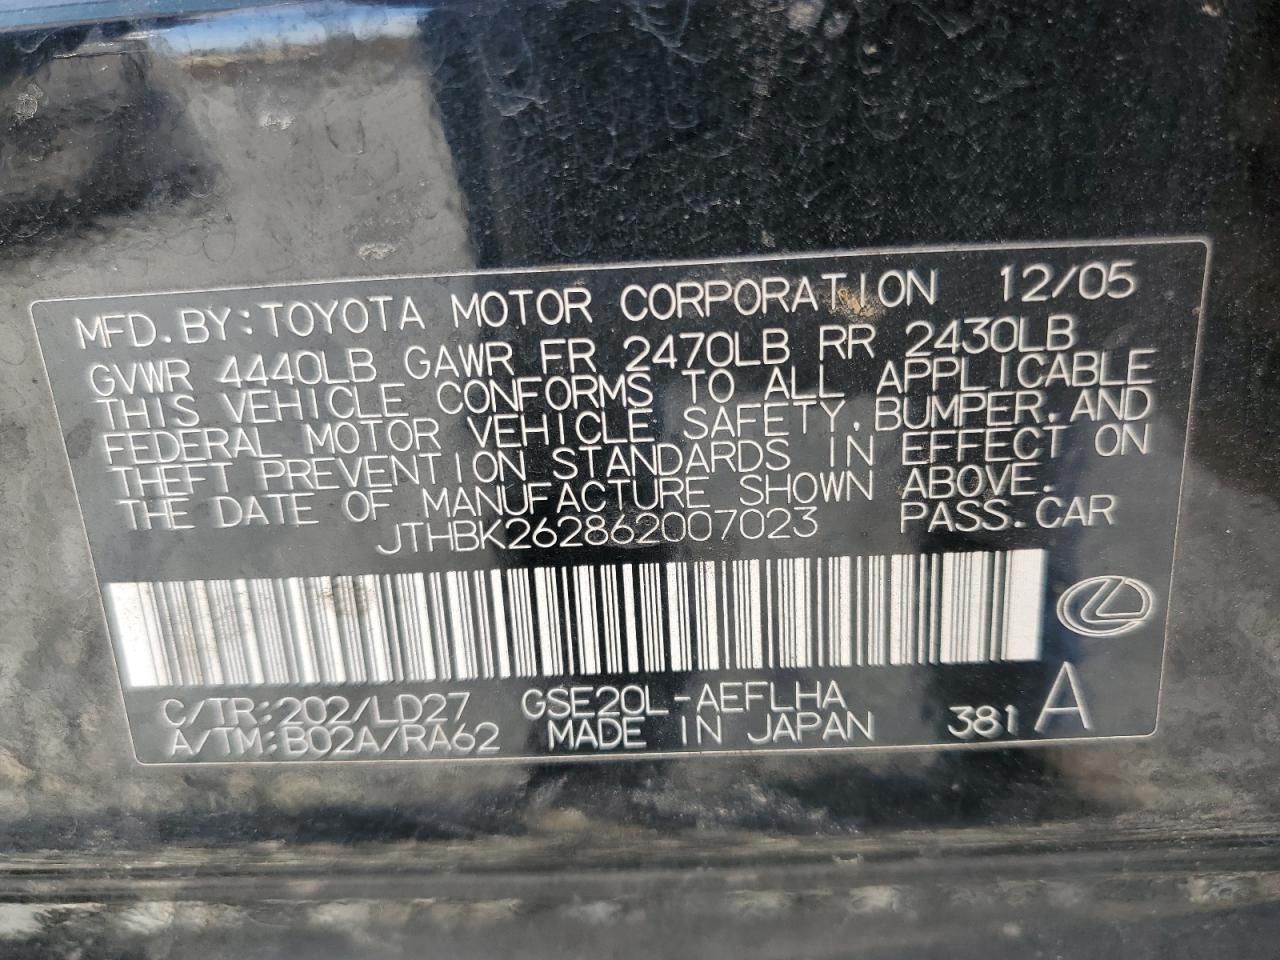 MFD.BY:TOYOTA MOTOR CORPORATION 12/05
GVWR 4440LB GAWR FR 2470LB RR 2430LB
THIS VEHICLE CONFORMS TO ALL APPLICABLE
FEDERAL MOTOR VEHICLE SAFETY,BUMPER,AND
THEFT PREVENTION STANDARDS IN EFFECT ON
THE DATE OF MANUFACTURE SHOWN ABOVE.
JTHBK262862007023 PASS.CAR
C/TR:202/LD27 GSE20L-AEFLHA
A/TM:B02A/RA62 MADE IN JAPAN 381 A